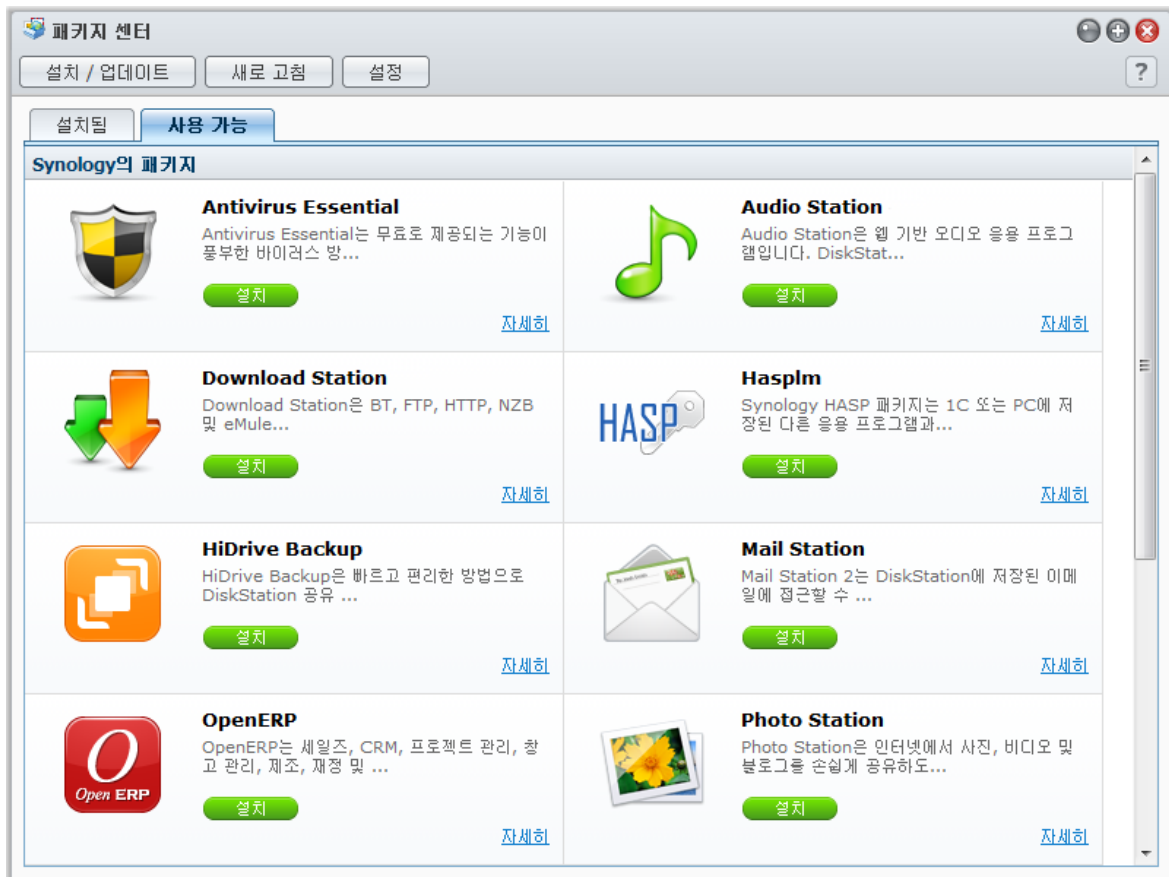 패키지 센터
설치 / 업데이트
새로 고침
설정
?
설치됨
사용 가능
Synology의 패키지
Antivirus Essential
Antivirus Essential는 무료로 제공되는 기능이
풍부한 바이러스 방...
설치
자세히
Audio Station
Audio Station은 웹 기반 오디오 응용 프로그
램입니다. DiskStat...
설치
자세히
Download Station
Download Station은 BT, FTP, HTTP, NZB
및 eMule...
설치
자세히
HASP
Hasplm
Synology HASP 패키지는 1C 또는 PC에 저
장된 다른 응용 프로그램과...
설치
자세히
HiDrive Backup
HiDrive Backup은 빠르고 편리한 방법으로
DiskStation 공유 ...
설치
자세히
Mail Station
Mail Station 2는 DiskStation에 저장된 이메
일에 접근할 수 ...
설치
자세히
Open ERP
OpenERP
OpenERP는 세일즈, CRM, 프로젝트 관리, 창
고 관리, 제조, 재정 및 ...
설치
자세히
Photo Station
Photo Station은 인터넷에서 사진, 비디오 및
블로그를 손쉽게 공유하도...
설치
자세히